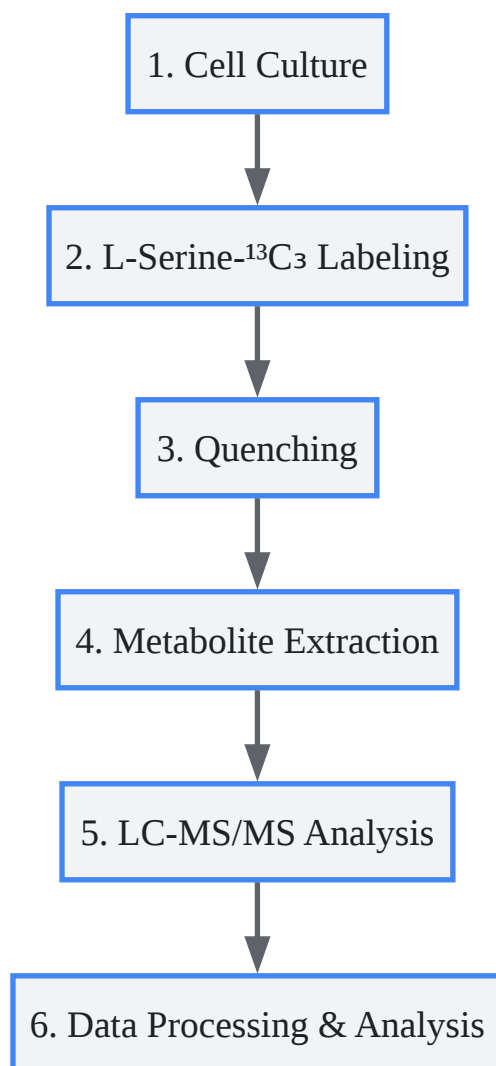 1. Cell Culture
2. L-Serine-¹³C₃ Labeling
3. Quenching
4. Metabolite Extraction
5. LC-MS/MS Analysis
6. Data Processing & Analysis